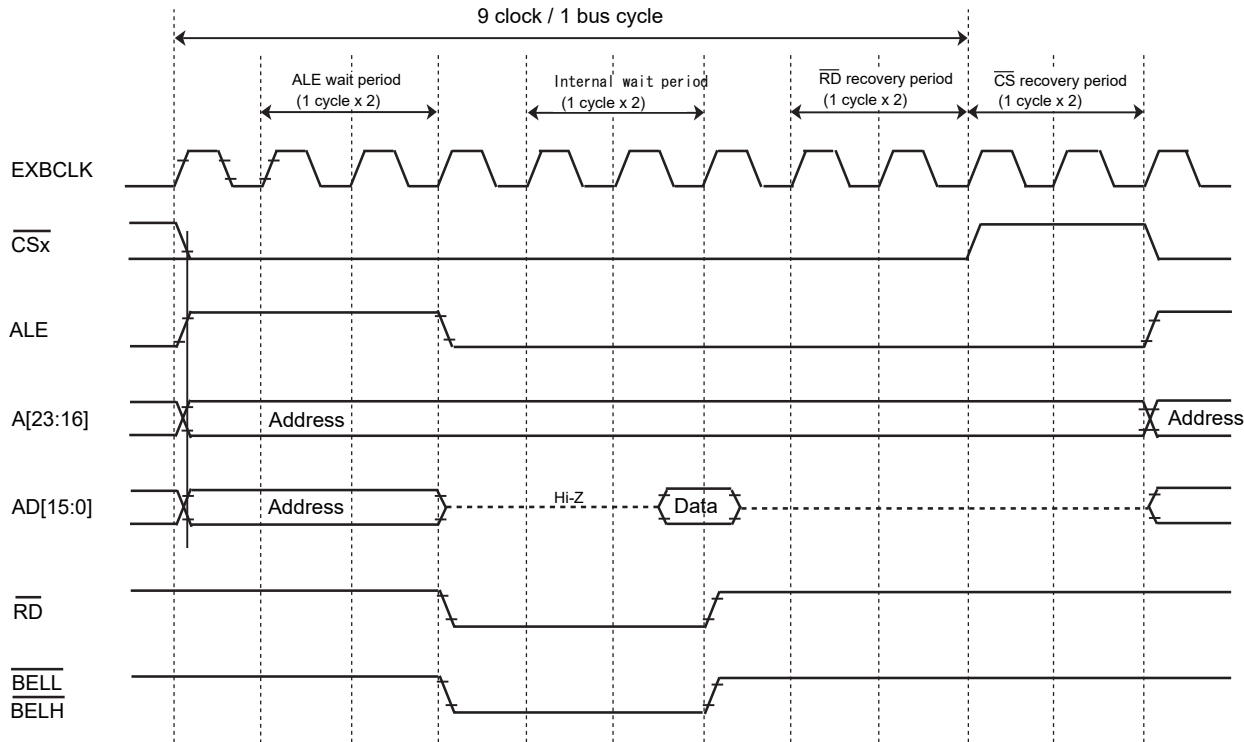 9 clock / 1 bus cycle
ALE wait period
(1 cycle x 2)
Internal wait period
(1 cycle x 2)
RD recovery period
(1 cycle x 2)
CS recovery period
(1 cycle x 2)
EXBCLK
CSx
ALE
A[23:16]
Address
Address
AD[15:0]
Address
Hi-Z
Data
RD
BELL
BELH